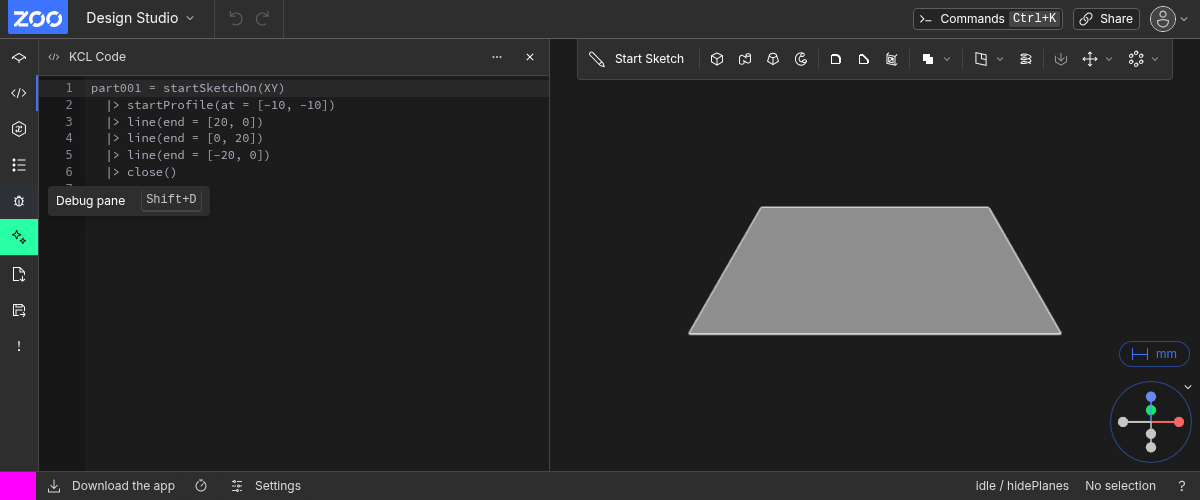 ZOO Design Studio Commands Ctrl+K Share
KCL Code
Start Sketch
1 part001 = startSketchOn(XY)
2 |> startProfile(at = [-10, -10])
3 |> line(end = [20, 0])
4 |> line(end = [0, 20])
5 |> line(end = [-20, 0])
6 |> close()
Debug pane Shift+D
mm
Download the app Settings idle / hidePlanes No selection ?